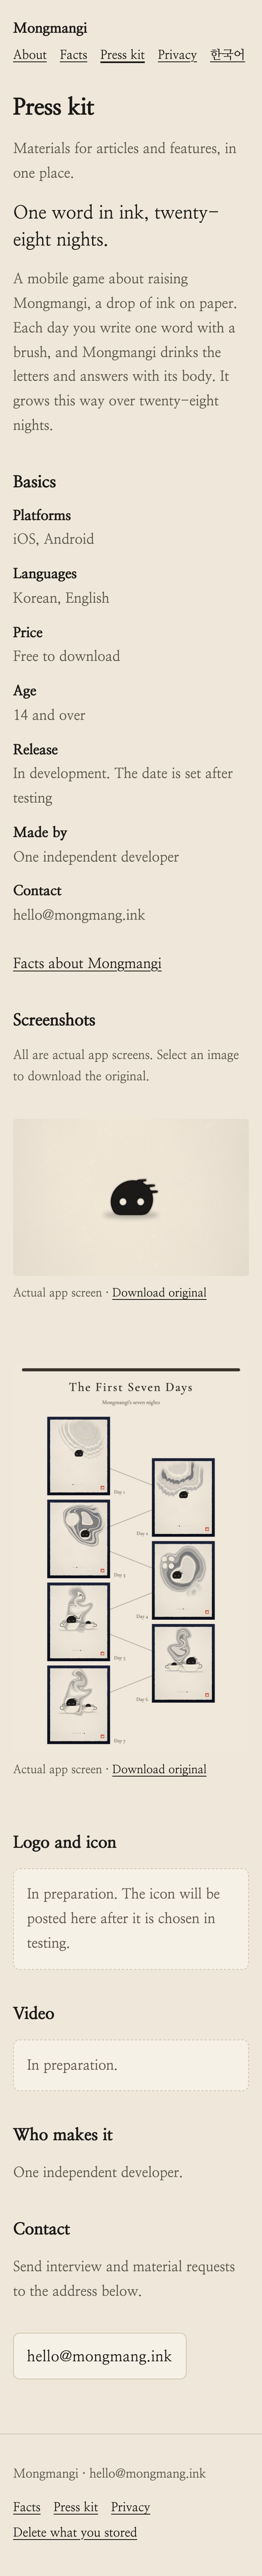 Mongmangi
About Facts Press kit Privacy 한국어
Press kit
Materials for articles and features, in
one place.
One word in ink, twenty-
eight nights.
A mobile game about raising
Mongmangi, a drop of ink on paper.
Each day you write one word with a
brush, and Mongmangi drinks the
letters and answers with its body. It
grows this way over twenty-eight
nights.
Basics
Platforms
iOS, Android
Languages
Korean, English
Price
Free to download
Age
14 and over
Release
In development. The date is set after
testing
Made by
One independent developer
Contact
hello@mongmang.ink
Facts about Mongmangi
Screenshots
All are actual app screens. Select an image
to download the original.
Actual app screen · Download original
The First Seven Days
Mongmangi's seven nights
Day 1
Day 2
Day 3
Day 4
Day 5
Day 6
Day 7
Actual app screen · Download original
Logo and icon
In preparation. The icon will be
posted here after it is chosen in
testing.
Video
In preparation.
Who makes it
One independent developer.
Contact
Send interview and material requests
to the address below.
hello@mongmang.ink
Mongmangi · hello@mongmang.ink
Facts Press kit Privacy
Delete what you stored